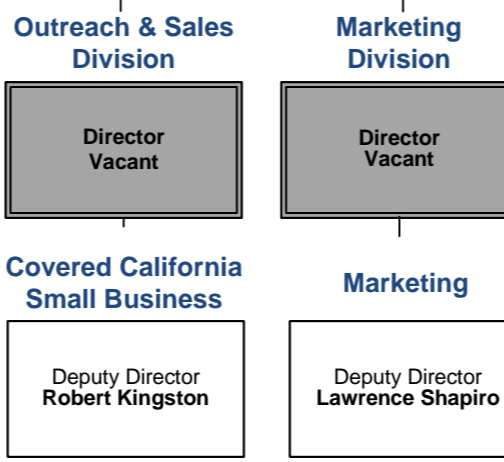 Outreach & Sales
Division
Director
Vacant
Covered California
Small Business
Deputy Director
Robert Kingston
Marketing
Division
Director
Vacant
Marketing
Deputy Director
Lawrence Shapiro